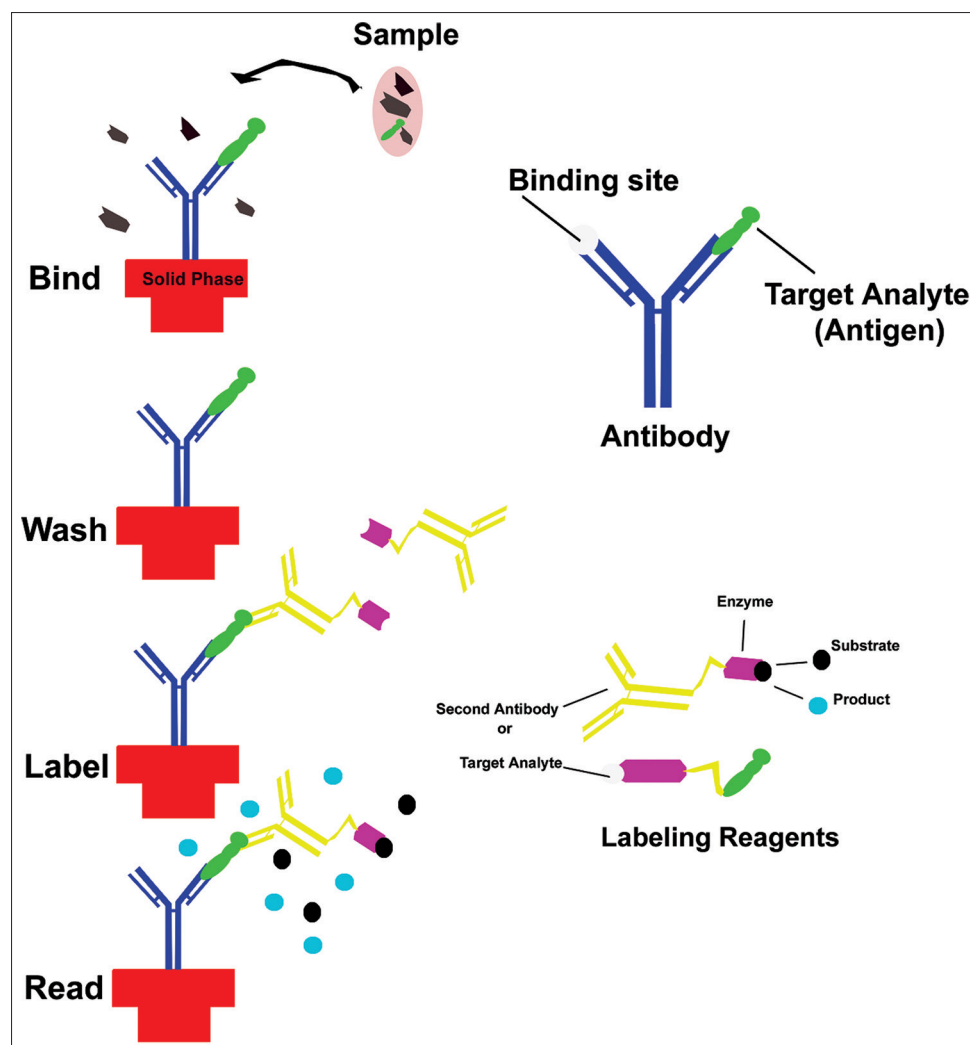 Sample
Binding site
Bind
Solid Phase
Target Analyte
(Antigen)
Antibody
Wash
Enzyme
Substrate
Second Antibody
or
Product
Label
Target Analyte
Labeling Reagents
Read